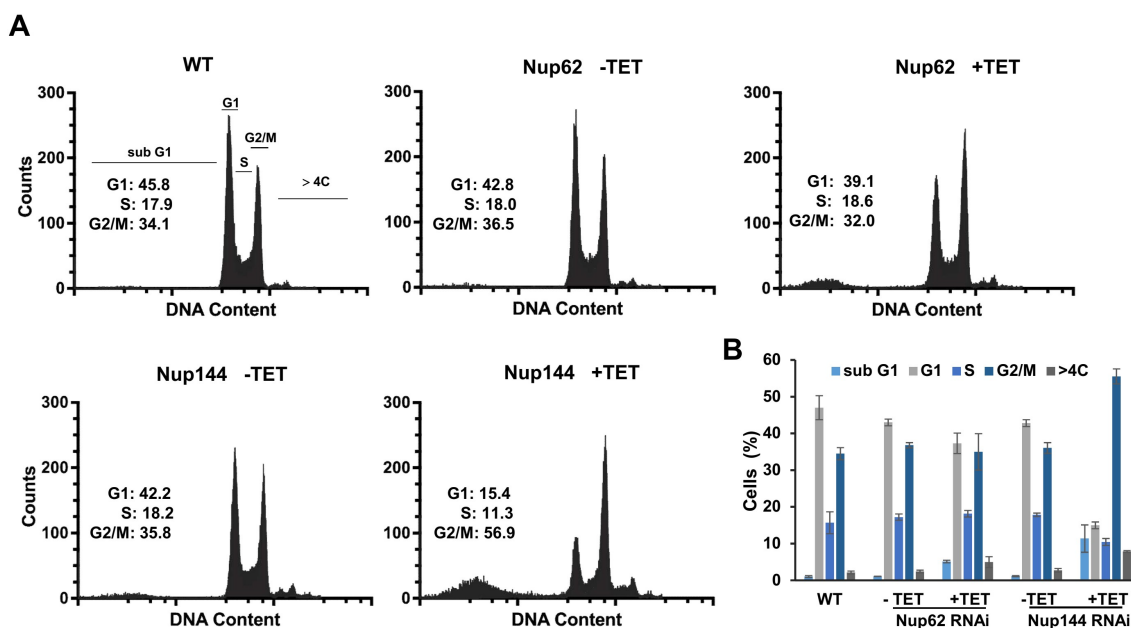 A
WT
Counts
300
200
100
0
G1
G2/M
sub G1
S
> 4C
G1: 45.8
S: 17.9
G2/M: 34.1
DNA Content
Nup62 -TET
300
200
100
0
G1: 42.8
S: 18.0
G2/M: 36.5
DNA Content
Nup62 +TET
300
200
100
0
G1: 39.1
S: 18.6
G2/M: 32.0
DNA Content
Nup144 -TET
Counts
300
200
100
0
G1: 42.2
S: 18.2
G2/M: 35.8
DNA Content
Nup144 +TET
300
200
100
0
G1: 15.4
S: 11.3
G2/M: 56.9
DNA Content
B
Cells (%)
60
50
40
30
20
10
0
sub G1 G1 S G2/M >4C
WT - TET +TET -TET +TET
Nup62 RNAi Nup144 RNAi